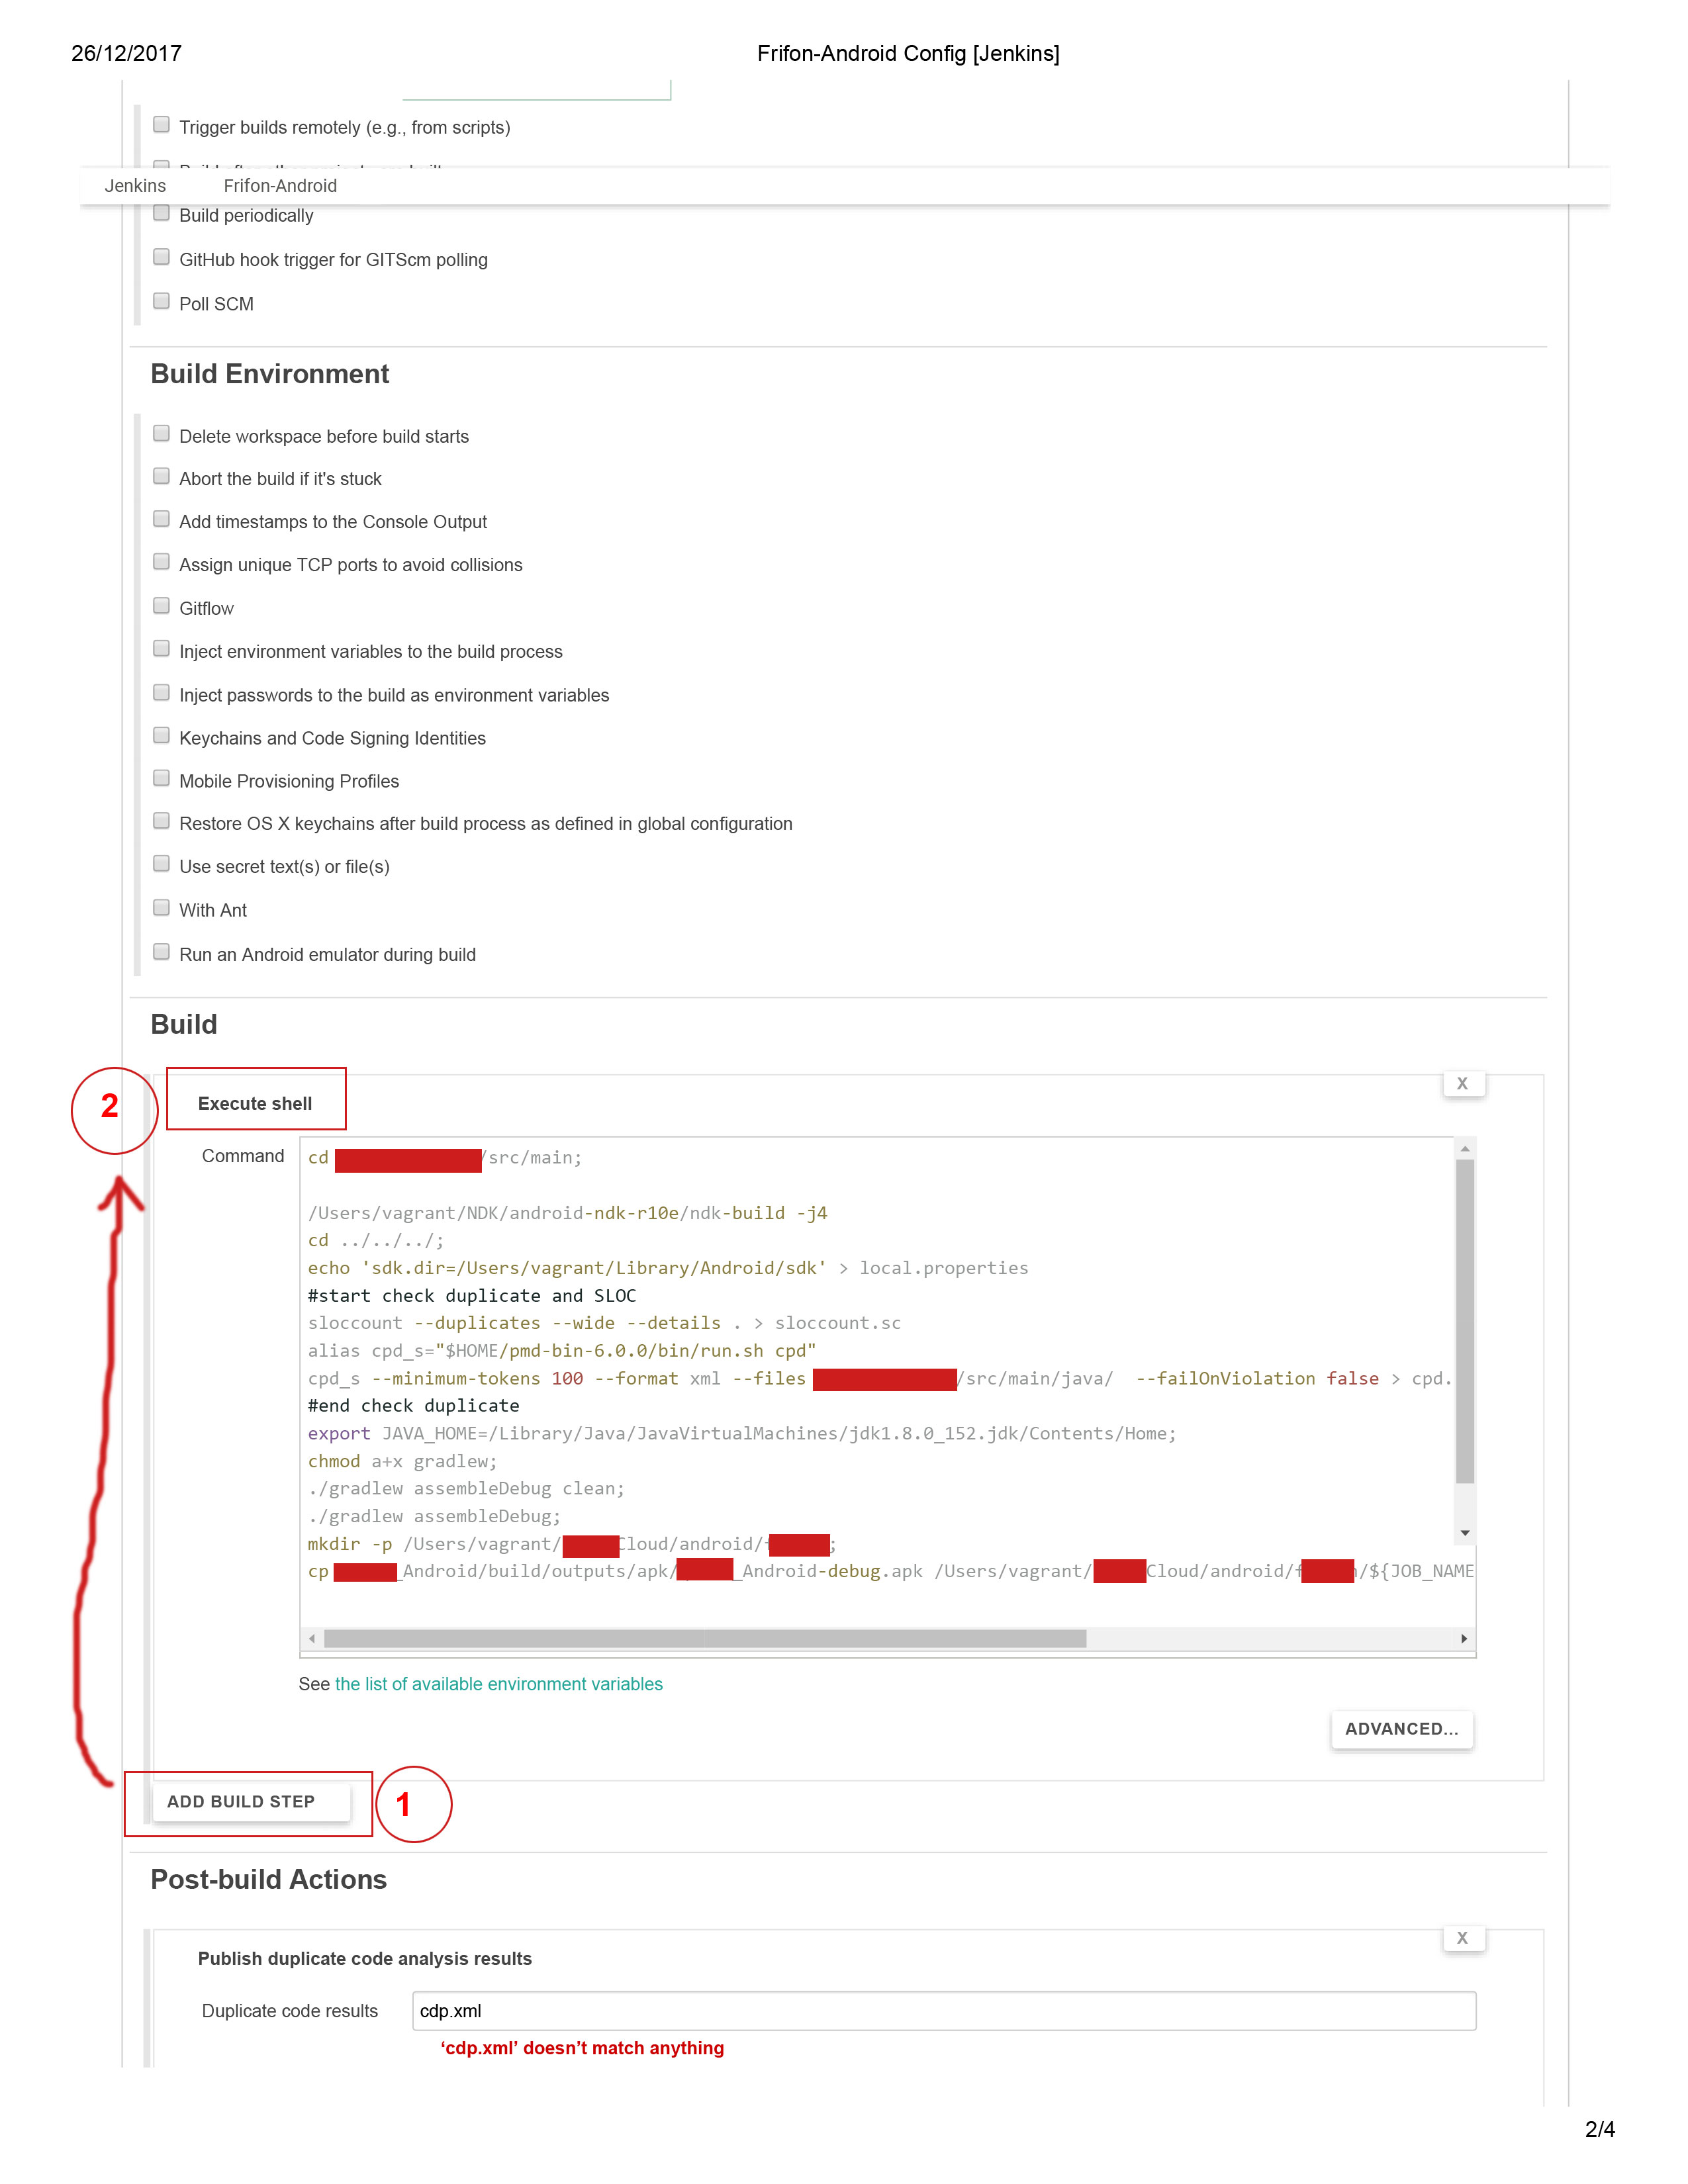 26/12/2017
Frifon-Android Config [Jenkins]
Trigger builds remotely (e.g., from scripts)
Jenkins Frifon-Android
Build periodically
GitHub hook trigger for GITScm polling
Poll SCM
Build Environment
Delete workspace before build starts
Abort the build if it's stuck
Add timestamps to the Console Output
Assign unique TCP ports to avoid collisions
Gitflow
Inject environment variables to the build process
Inject passwords to the build as environment variables
Keychains and Code Signing Identities
Mobile Provisioning Profiles
Restore OS X keychains after build process as defined in global configuration
Use secret text(s) or file(s)
With Ant
Run an Android emulator during build
Build
X
2
Execute shell
Command
cd /src/main;
/Users/vagrant/NDK/android-ndk-r10e/ndk-build -j4
cd ../../../;
echo 'sdk.dir=/Users/vagrant/Library/Android/sdk' > local.properties
#start check duplicate and SLOC
sloccount --duplicates --wide --details . > sloccount.sc
alias cpd_s="$HOME/pmd-bin-6.0.0/bin/run.sh cpd"
cpd_s --minimum-tokens 100 --format xml --files /src/main/java/ --failOnViolation false > cpd.
#end check duplicate
export JAVA_HOME=/Library/Java/JavaVirtualMachines/jdk1.8.0_152.jdk/Contents/Home;
chmod a+x gradlew;
./gradlew assembleDebug clean;
./gradlew assembleDebug;
mkdir -p /Users/vagrant/ Cloud/android/f ;
cp _Android/build/outputs/apk/ _Android-debug.apk /Users/vagrant/ Cloud/android/f /${JOB_NAME
See the list of available environment variables
ADVANCED...
ADD BUILD STEP
1
Post-build Actions
X
Publish duplicate code analysis results
Duplicate code results cdp.xml
‘cdp.xml’ doesn’t match anything
2/4